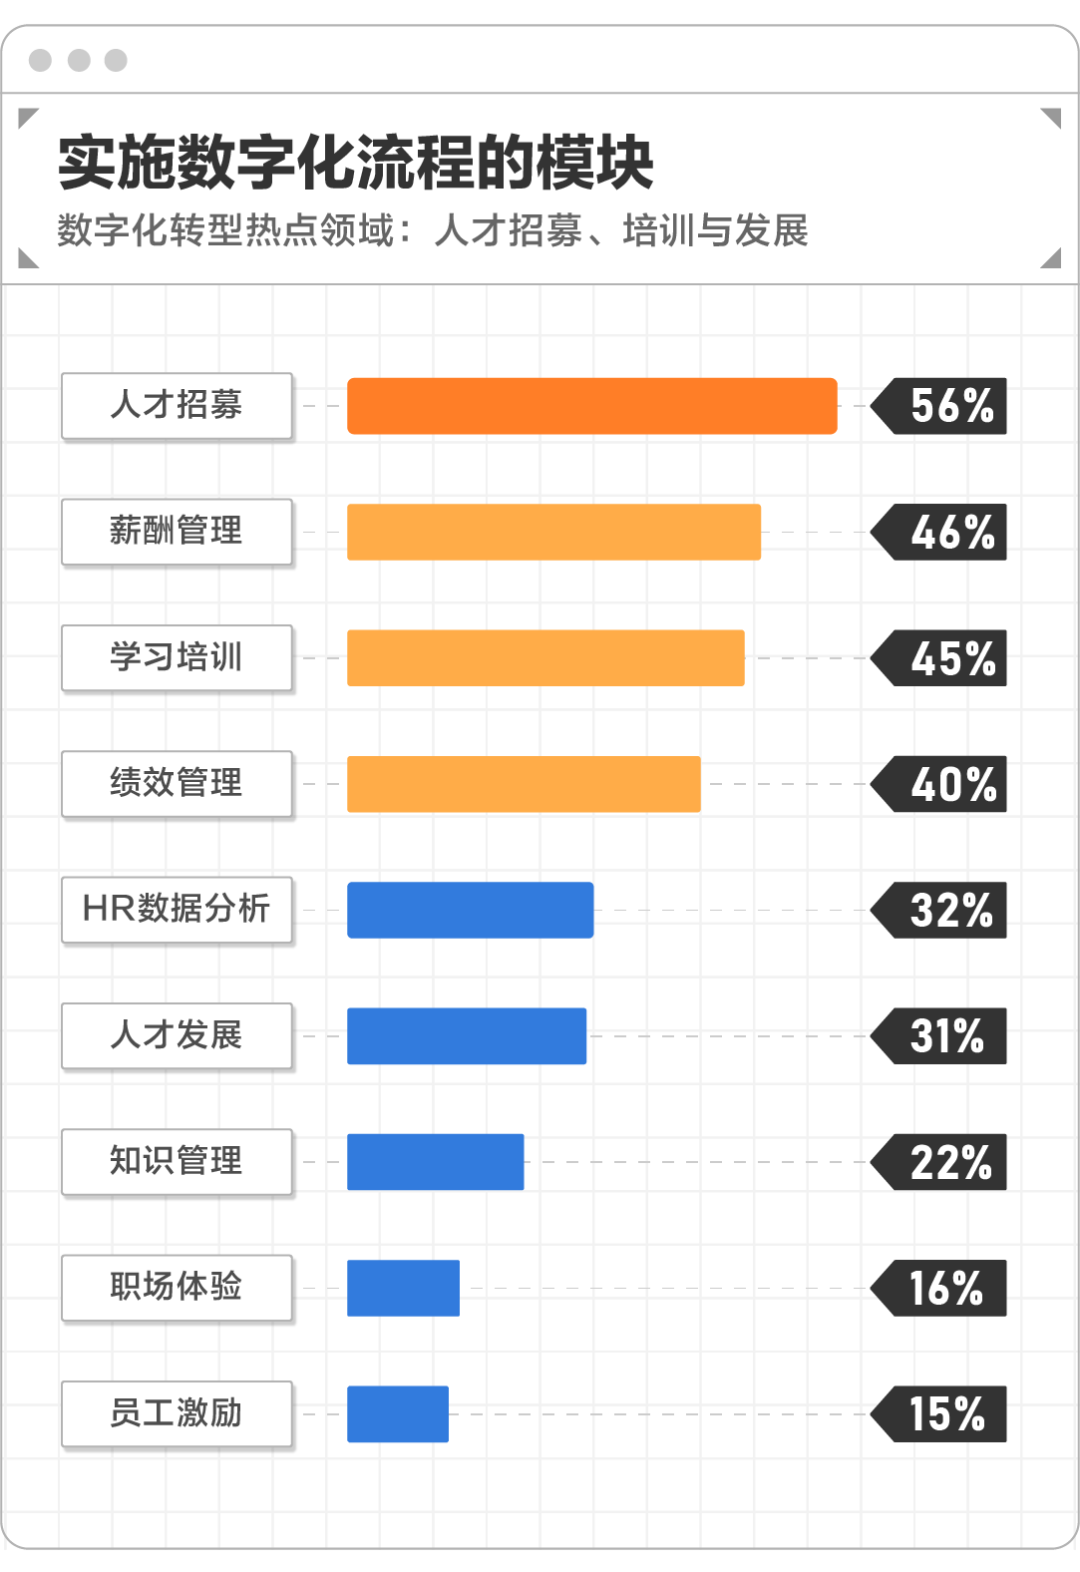 实施数字化流程的模块
数字化转型热点领域：人才招募、培训与发展
人才招募 56%
薪酬管理 46%
学习培训 45%
绩效管理 40%
HR数据分析 32%
人才发展 31%
知识管理 22%
职场体验 16%
员工激励 15%